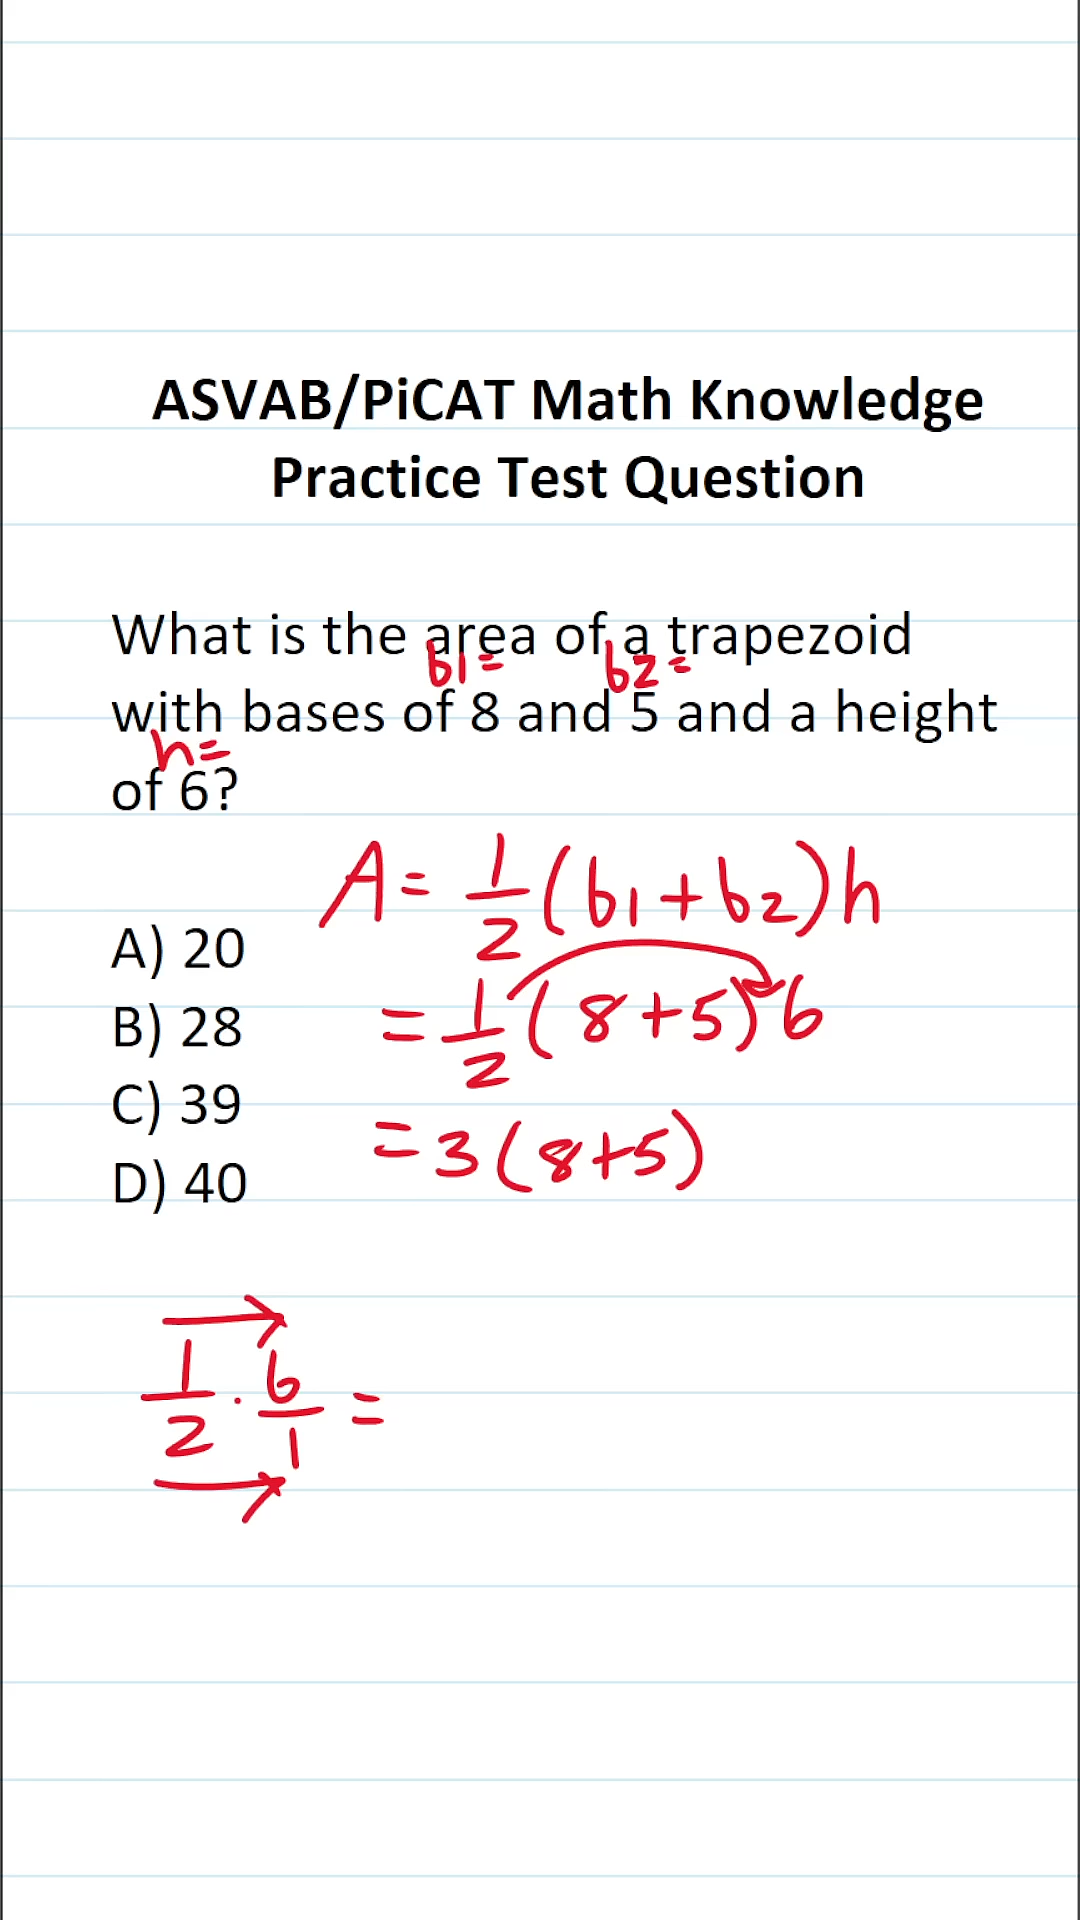 ASVAB/PiCAT Math Knowledge
Practice Test Question
What is the area of a trapezoid
b1= b2=
with bases of 8 and 5 and a height
h=
of 6?
A = 1/2 (b1+b2)h
A) 20
= 1/2 (8+5) 6
B) 28
C) 39
= 3(8+5)
D) 40
1/2 · 6/1 =